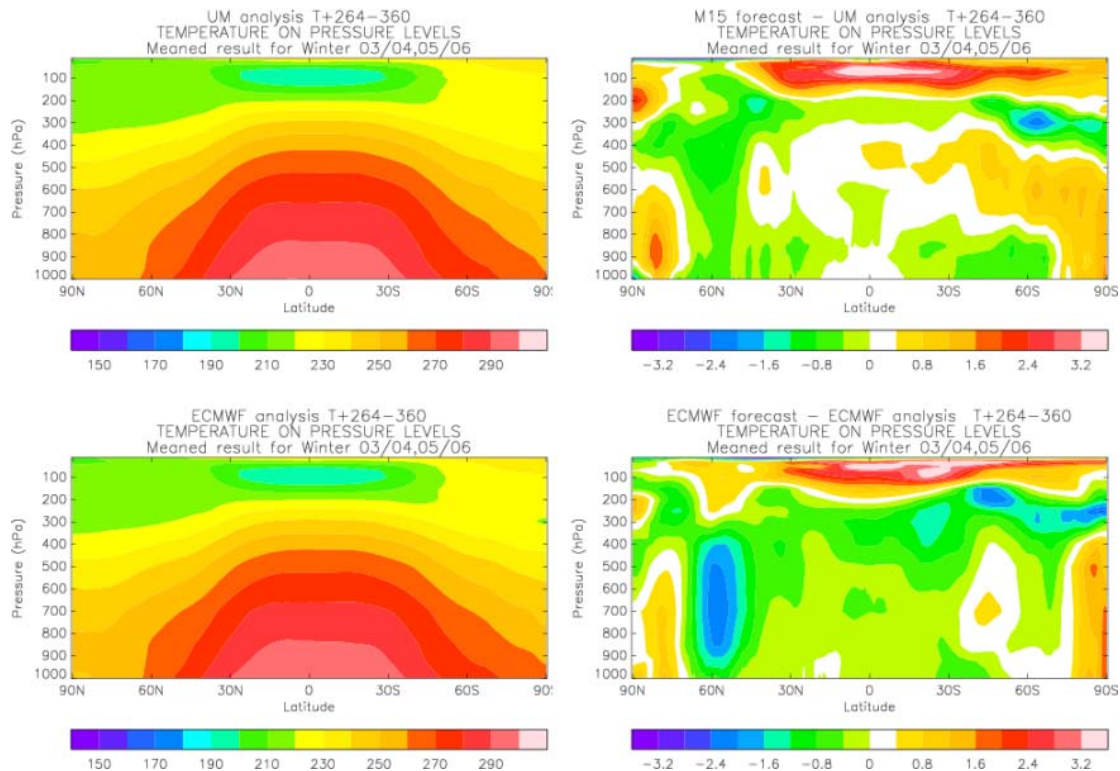 UM analysis T+264-360
TEMPERATURE ON PRESSURE LEVELS
Meaned result for Winter 03/04,05/06
Pressure (hPa)
100
200
300
400
500
600
700
800
900
1000
90N 60N 30N 0 30S 60S 90S
Latitude
150 170 190 210 230 250 270 290
M15 forecast - UM analysis T+264-360
TEMPERATURE ON PRESSURE LEVELS
Meaned result for Winter 03/04,05/06
Pressure (hPa)
100
200
300
400
500
600
700
800
900
1000
90N 60N 30N 0 30S 60S 90S
Latitude
-3.2 -2.4 -1.6 -0.8 0 0.8 1.6 2.4 3.2
ECMWF analysis T+264-360
TEMPERATURE ON PRESSURE LEVELS
Meaned result for Winter 03/04,05/06
Pressure (hPa)
100
200
300
400
500
600
700
800
900
1000
90N 60N 30N 0 30S 60S 90S
Latitude
150 170 190 210 230 250 270 290
ECMWF forecast - ECMWF analysis T+264-360
TEMPERATURE ON PRESSURE LEVELS
Meaned result for Winter 03/04,05/06
Pressure (hPa)
100
200
300
400
500
600
700
800
900
1000
90N 60N 30N 0 30S 60S 90S
Latitude
-3.2 -2.4 -1.6 -0.8 0 0.8 1.6 2.4 3.2